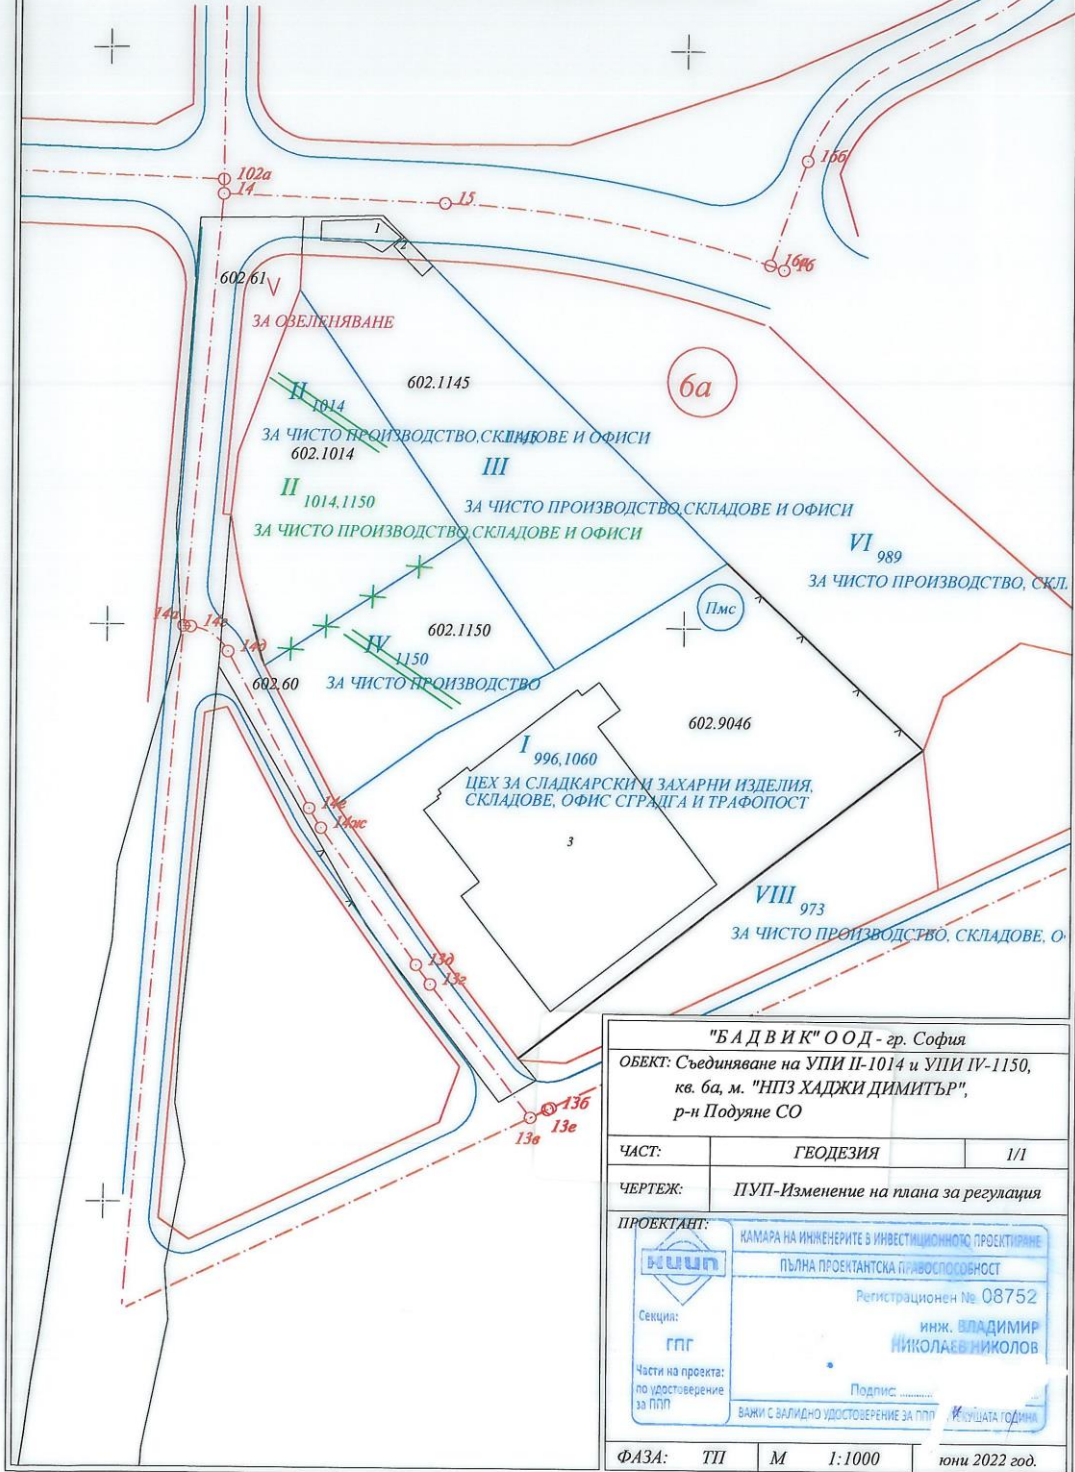 102а
14
15
16б
16а
16
1
2
602.61
V
ЗА ОЗЕЛЕНЯВАНЕ
602.1145
6а
II 1014
ЗА ЧИСТО ПРОИЗВОДСТВО,СКЛАДОВЕ И ОФИСИ
602.1014
III
II 1014,1150
ЗА ЧИСТО ПРОИЗВОДСТВО,СКЛАДОВЕ И ОФИСИ
ЗА ЧИСТО ПРОИЗВОДСТВО,СКЛАДОВЕ И ОФИСИ
VI 989
ЗА ЧИСТО ПРОИЗВОДСТВО, СКЛ.
Пмс
14а
14г
14д
602.1150
IV 1150
602.60
ЗА ЧИСТО ПРОИЗВОДСТВО
602.9046
I 996,1060
ЦЕХ ЗА СЛАДКАРСКИ И ЗАХАРНИ ИЗДЕЛИЯ,
СКЛАДОВЕ, ОФИС СГРАДГА И ТРАФОПОСТ
14е
14ж
3
VIII 973
ЗА ЧИСТО ПРОИЗВОДСТВО, СКЛАДОВЕ, О
13д
13г
13б
13е
13в
"Б А Д В И К" О О Д - гр. София
ОБЕКТ: Съединяване на УПИ II-1014 и УПИ IV-1150,
кв. 6а, м. "НПЗ ХАДЖИ ДИМИТЪР",
р-н Подуяне СО
ЧАСТ: ГЕОДЕЗИЯ 1/1
ЧЕРТЕЖ: ПУП-Изменение на плана за регулация
ПРОЕКТАНТ:
КАМАРА НА ИНЖЕНЕРИТЕ В ИНВЕСТИЦИОННОТО ПРОЕКТИРАНЕ
КИИП
ПЪЛНА ПРОЕКТАНТСКА ПРАВОСПОСОБНОСТ
Регистрационен № 08752
Секция:
ГПГ
инж. ВЛАДИМИР
НИКОЛАЕВ НИКОЛОВ
Части на проекта:
по удостоверение
за ППП
Подпис:
ВАЖИ С ВАЛИДНО УДОСТОВЕРЕНИЕ ЗА ППП ТЕКУЩАТА ГОДИНА
ФАЗА: ТП М 1:1000 юни 2022 год.